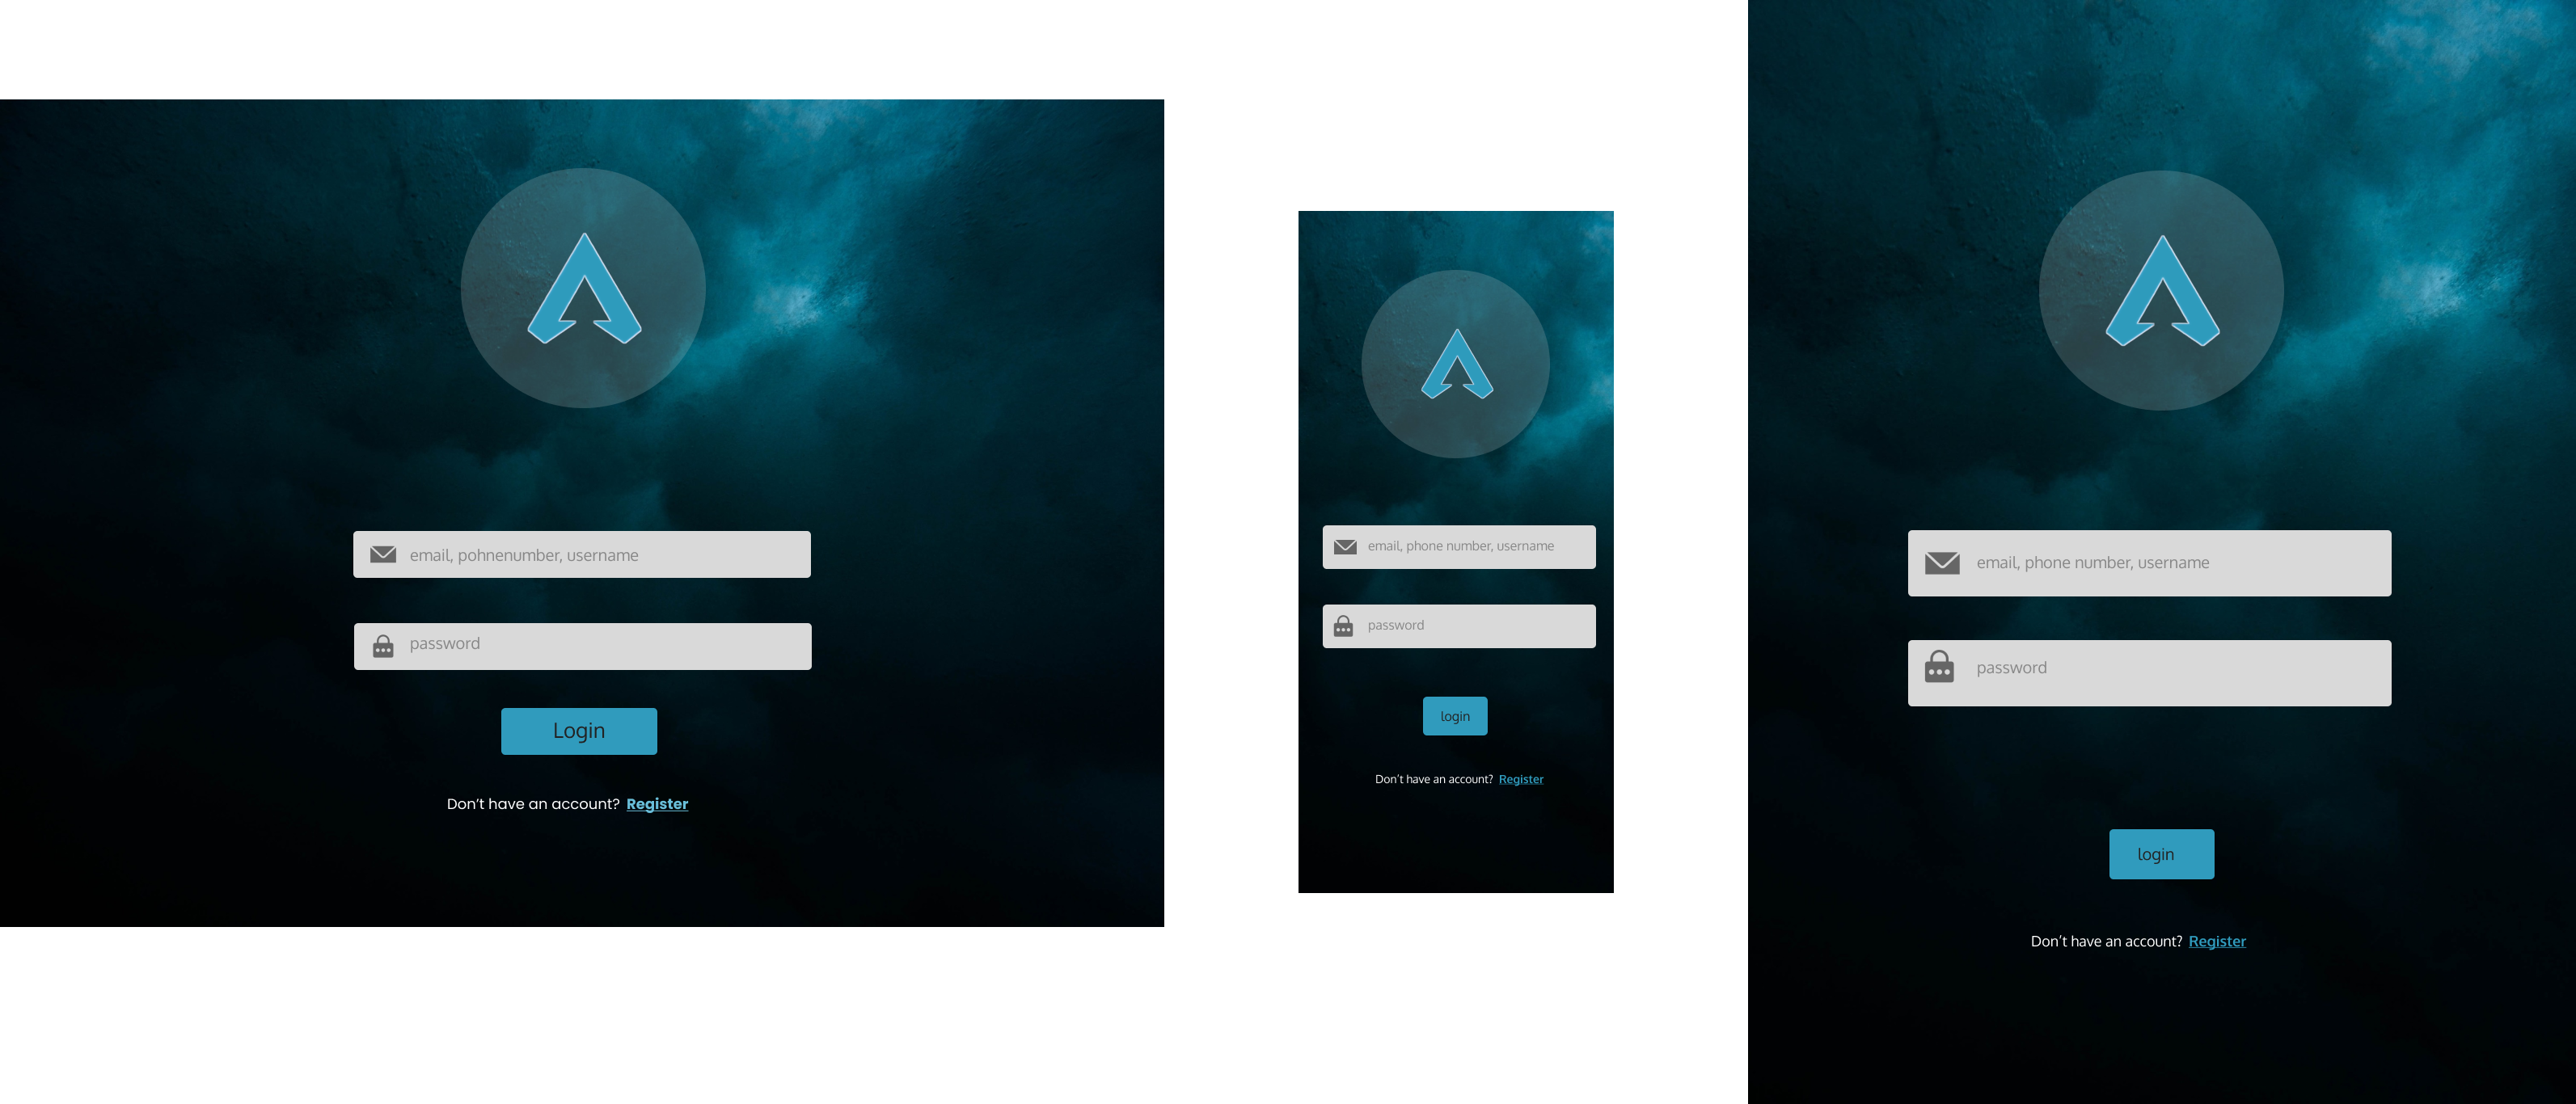 email, pohnenumber, username
password
Login
Don't have an account? Register
email, phone number, username
password
login
Don't have an account? Register
email, phone number, username
password
login
Don't have an account? Register